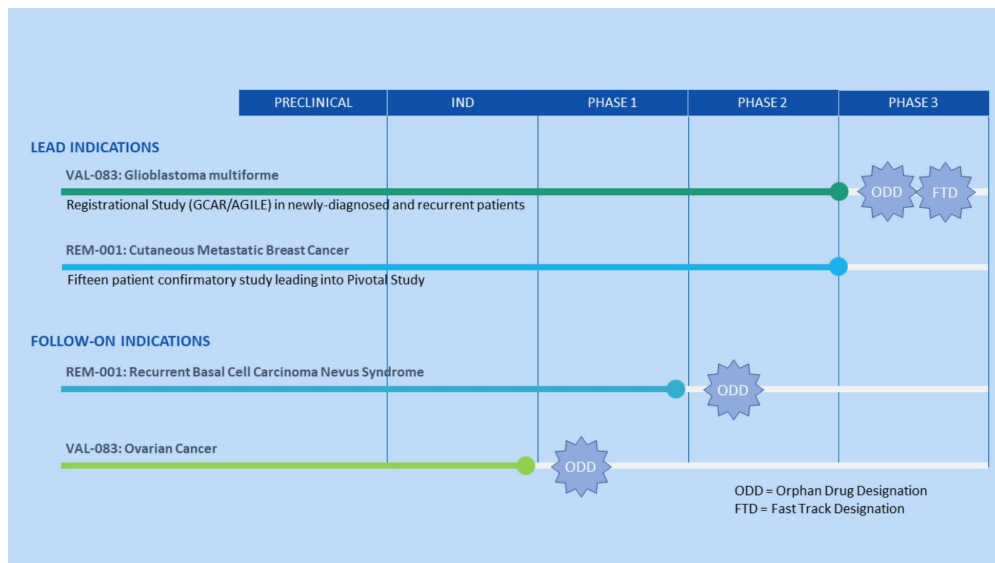 PRECLINICAL IND PHASE 1 PHASE 2 PHASE 3
LEAD INDICATIONS
VAL-083: Glioblastoma multiforme
ODD FTD
Registrational Study (GCAR/AGILE) in newly-diagnosed and recurrent patients
REM-001: Cutaneous Metastatic Breast Cancer
Fifteen patient confirmatory study leading into Pivotal Study
FOLLOW-ON INDICATIONS
REM-001: Recurrent Basal Cell Carcinoma Nevus Syndrome
ODD
VAL-083: Ovarian Cancer
ODD
ODD = Orphan Drug Designation
FTD = Fast Track Designation